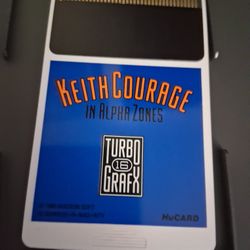 KEITH COURAGE
IN ALPHA ZONES
TURBO
16
GRAFX
HuCARD